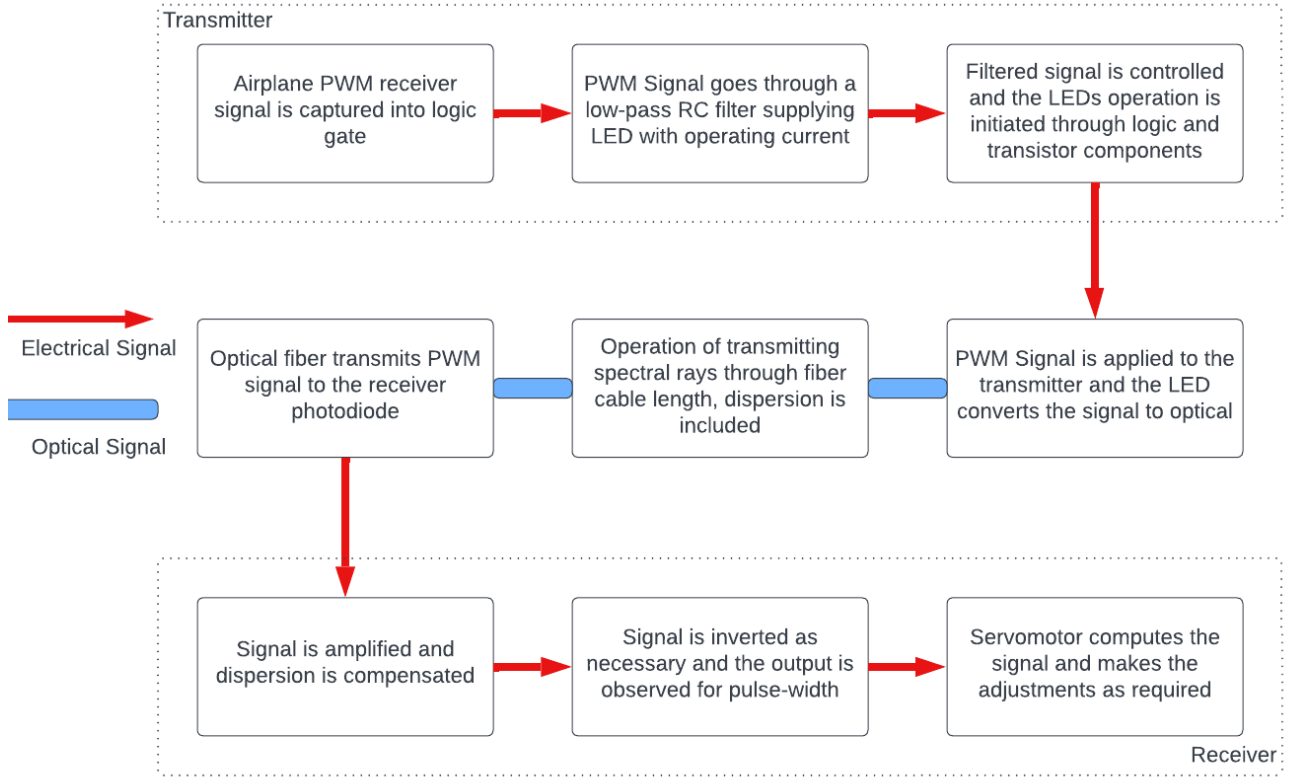 Transmitter
Airplane PWM receiver
signal is captured into logic
gate
PWM Signal goes through a
low-pass RC filter supplying
LED with operating current
Filtered signal is controlled
and the LEDs operation is
initiated through logic and
transistor components
Electrical Signal
Optical Signal
Optical fiber transmits PWM
signal to the receiver
photodiode
Operation of transmitting
spectral rays through fiber
cable length, dispersion is
included
PWM Signal is applied to the
transmitter and the LED
converts the signal to optical
Signal is amplified and
dispersion is compensated
Signal is inverted as
necessary and the output is
observed for pulse-width
Servomotor computes the
signal and makes the
adjustments as required
Receiver